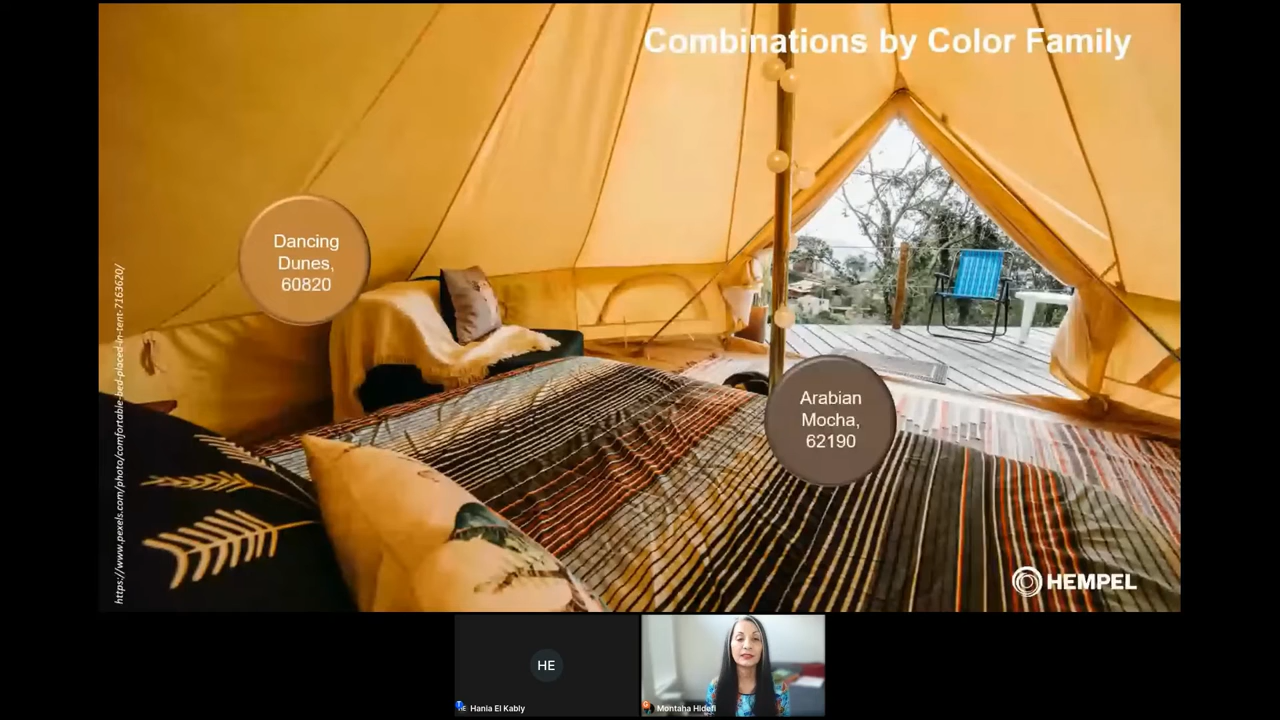 Combinations by Color Family
Dancing
Dunes,
60820
Arabian
Mocha,
62190
https://www.pexels.com/photo/comfortable-bed-placed-in-tent-7163620/
HEMPEL
HE
Hania El Kably
Montaha Hidefi